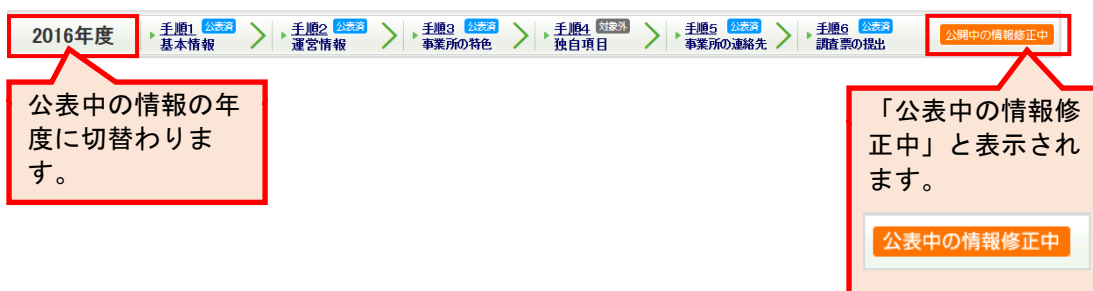 2016年度
手順1 公表済
基本情報
手順2 公表済
運営情報
手順3 公表済
事業所の特色
手順4 対象外
独自項目
手順5 公表済
事業所の連絡先
手順6 公表済
調査票の提出
公開中の情報修正中
公表中の情報の年
度に切替わりま
す。
「公表中の情報修
正中」と表示され
ます。
公表中の情報修正中